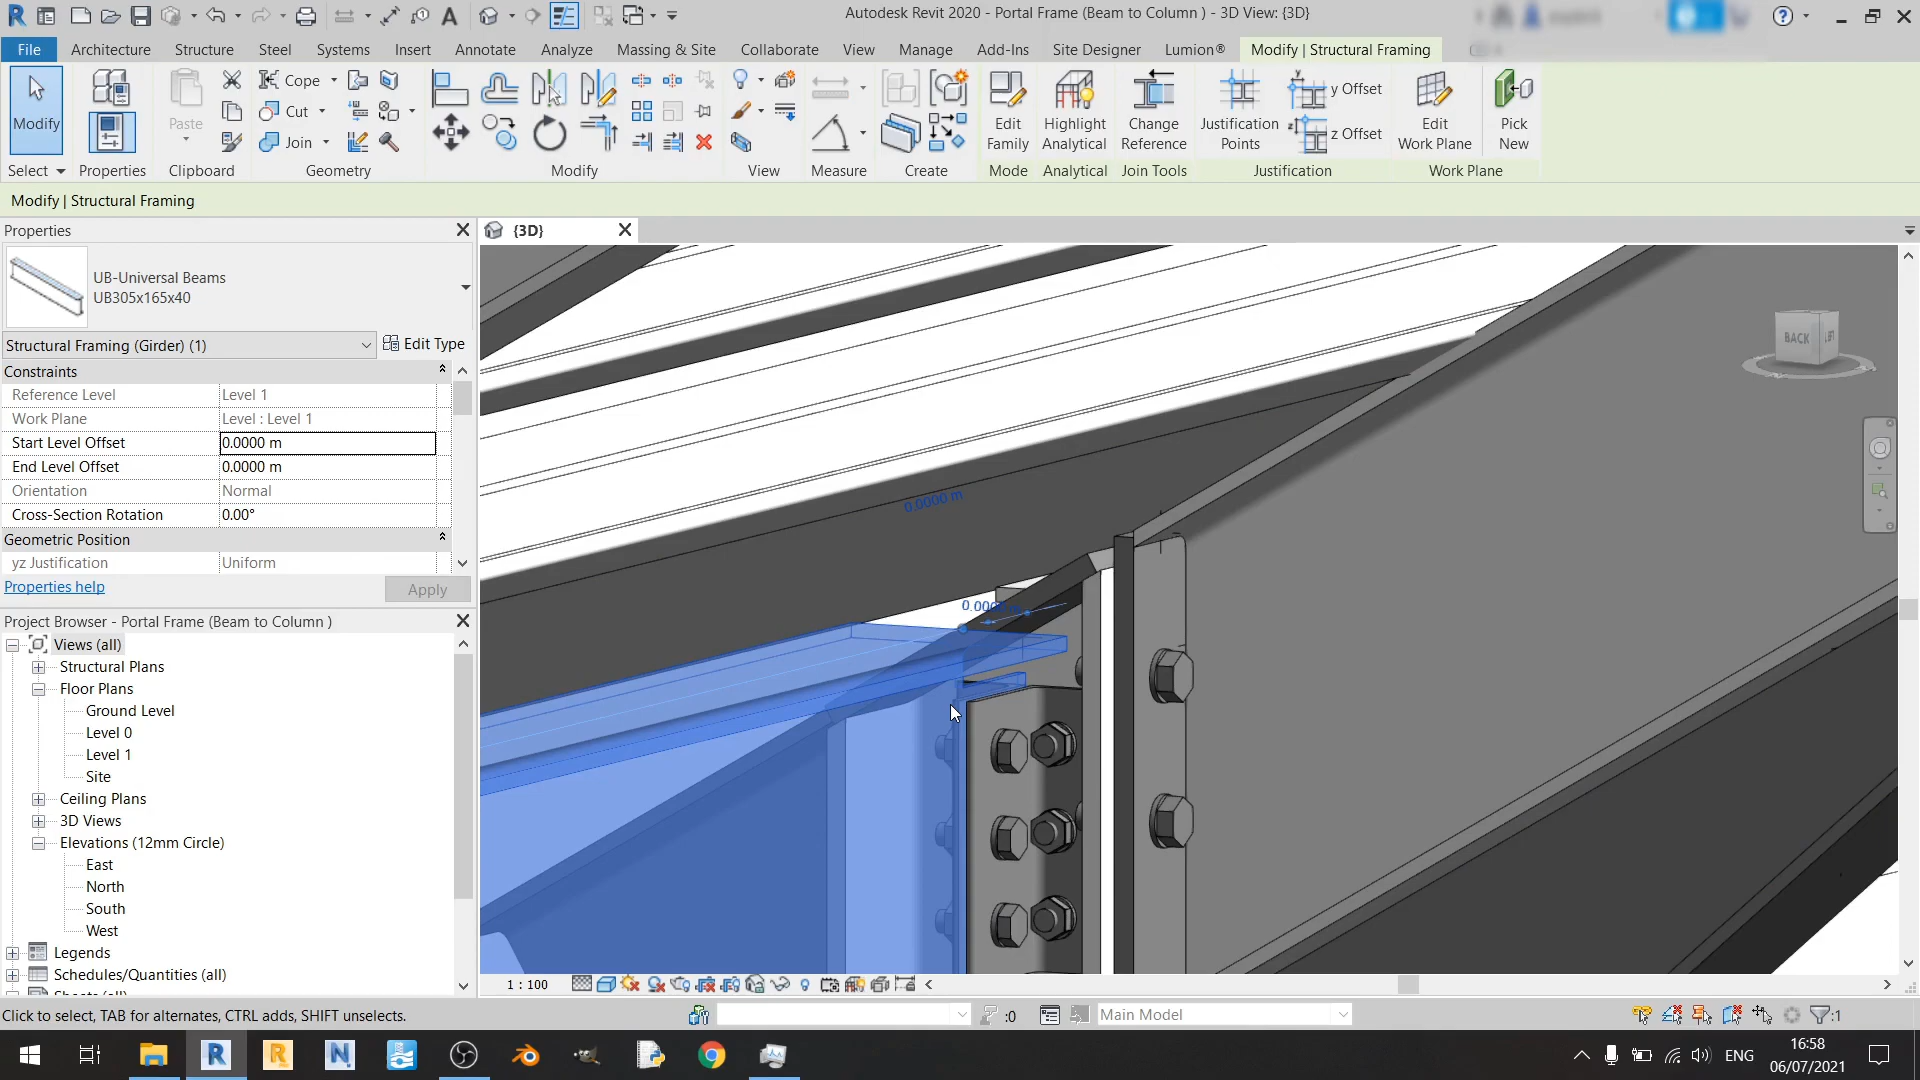 Autodesk Revit 2020 - Portal Frame (Beam to Column ) - 3D View: {3D}
File
Architecture
Structure
Steel
Systems
Insert
Annotate
Analyze
Massing & Site
Collaborate
View
Manage
Add-Ins
Site Designer
Lumion®
Modify | Structural Framing
Modify
Paste
Cope
Cut
Join
Edit Family
Highlight Analytical
Change Reference
Justification Points
y Offset
z Offset
Edit Work Plane
Pick New
Select
Properties
Clipboard
Geometry
Modify
View
Measure
Create
Mode
Analytical
Join Tools
Justification
Work Plane
Modify | Structural Framing
Properties
{3D}
UB-Universal Beams
UB305x165x40
Structural Framing (Girder) (1)
Edit Type
Constraints
Reference Level Level 1
Work Plane Level : Level 1
Start Level Offset 0.0000 m
End Level Offset 0.0000 m
Orientation Normal
Cross-Section Rotation 0.00°
Geometric Position
yz Justification Uniform
Properties help
Apply
Project Browser - Portal Frame (Beam to Column )
Views (all)
Structural Plans
Floor Plans
Ground Level
Level 0
Level 1
Site
Ceiling Plans
3D Views
Elevations (12mm Circle)
East
North
South
West
Legends
Schedules/Quantities (all)
0.0000 m
BACK
1 : 100
Click to select, TAB for alternates, CTRL adds, SHIFT unselects.
:0
Main Model
:1
ENG
16:58
06/07/2021